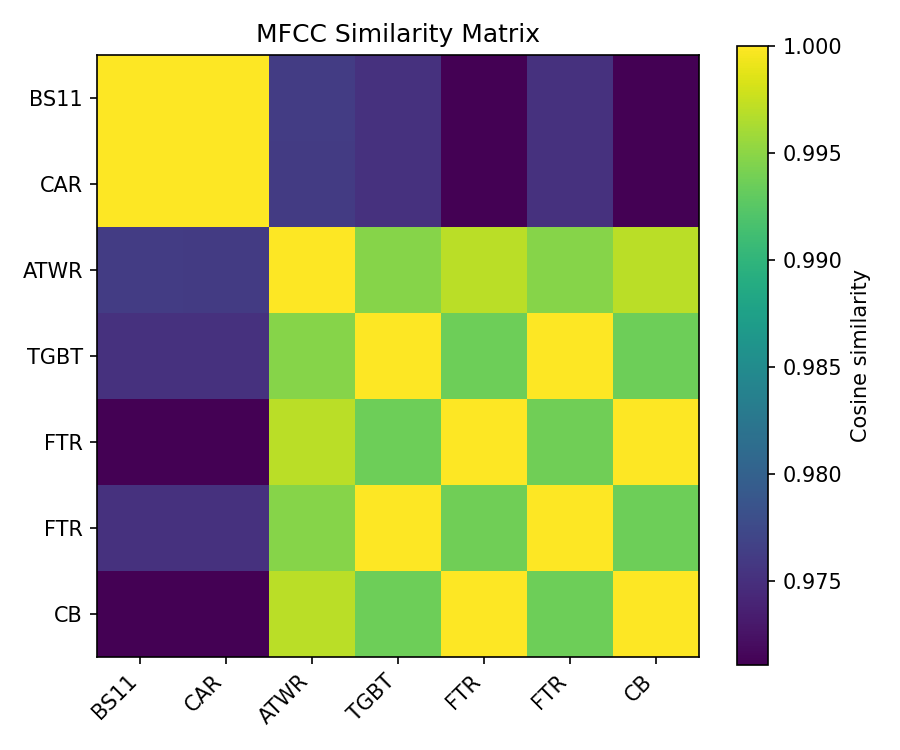 MFCC Similarity Matrix
BS11
CAR
ATWR
TGBT
FTR
FTR
CB
BS11
CAR
ATWR
TGBT
FTR
FTR
CB
1.000
0.995
0.990
0.985
0.980
0.975
Cosine similarity